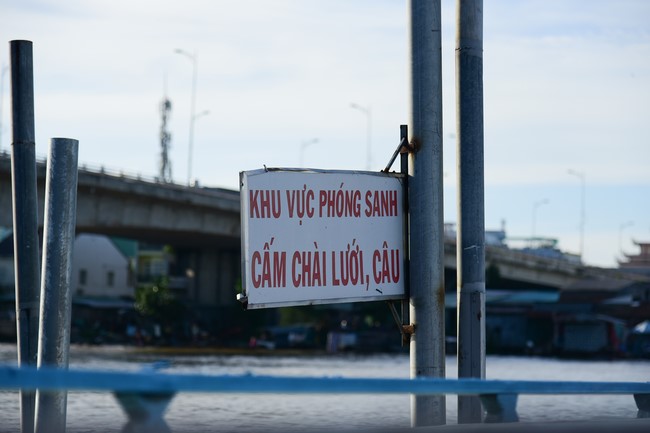 KHU VỰC PHÓNG SANH
CẤM CHÀI LƯỚI, CÂU